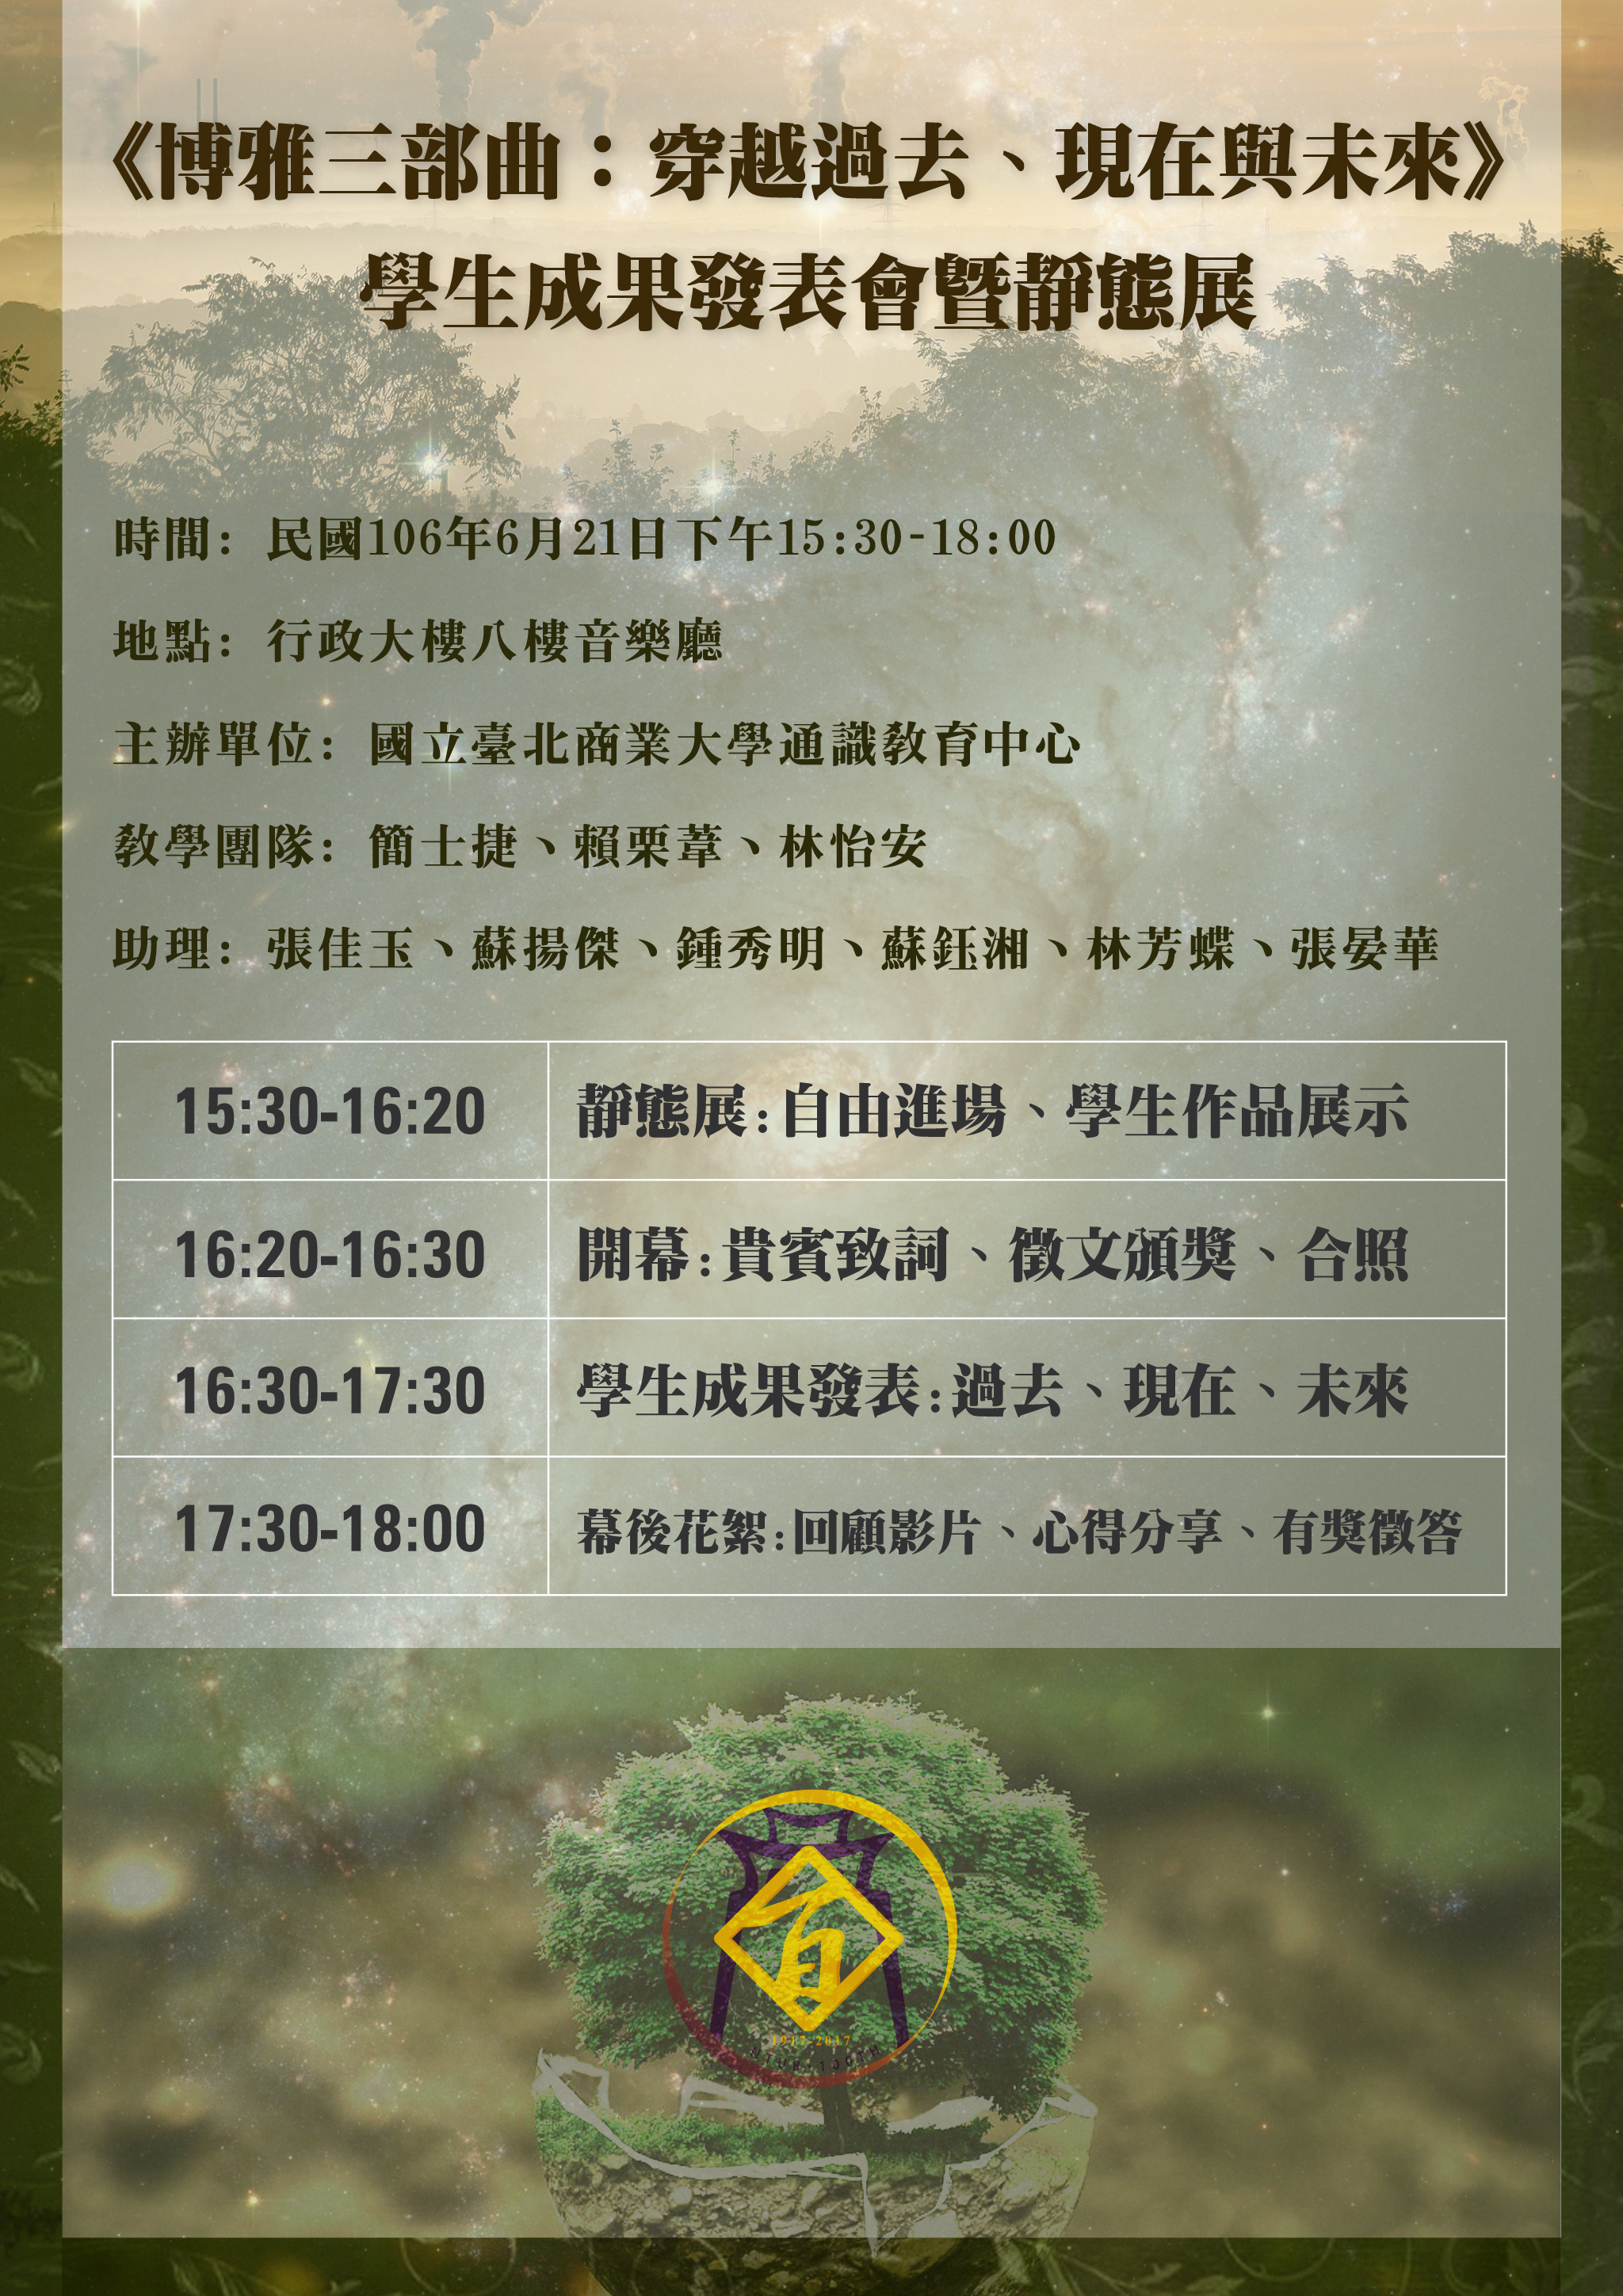 《博雅三部曲：穿越過去、現在與未來》
學生成果發表會暨靜態展
時間: 民國106年6月21日下午15:30-18:00
地點: 行政大樓八樓音樂廳
主辦單位: 國立臺北商業大學通識教育中心
教學團隊: 簡士捷、賴栗葦、林怡安
助理: 張佳玉、蘇揚傑、鍾秀明、蘇鈺湘、林芳蝶、張晏華
15:30-16:20 靜態展:自由進場、學生作品展示
16:20-16:30 開幕:貴賓致詞、徵文頒獎、合照
16:30-17:30 學生成果發表:過去、現在、未來
17:30-18:00 幕後花絮:回顧影片、心得分享、有獎徵答
1917-2017
NTUB·100TH